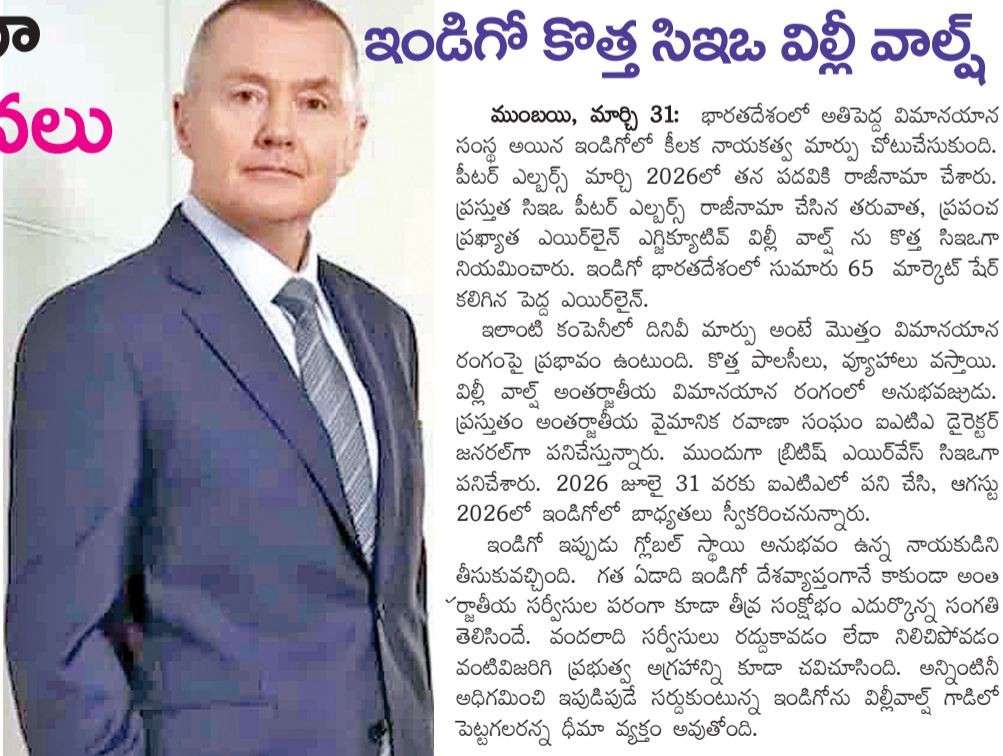 వలు
ఇండిగో కొత్త సిఇఒ విల్లీ వాల్ష్
ముంబయి, మార్చి 31: భారతదేశంలో అతిపెద్ద విమానయాన
సంస్థ అయిన ఇండిగోలో కీలక నాయకత్వ మార్పు చోటుచేసుకుంది.
పీటర్ ఎల్బర్స్ మార్చి 2026లో తన పదవికి రాజీనామా చేశారు.
ప్రస్తుత సిఇఒ పీటర్ ఎల్బర్స్ రాజీనామా చేసిన తరువాత, ప్రపంచ
ప్రఖ్యాత ఎయిర్‌లైన్ ఎగ్జిక్యూటివ్ విల్లీ వాల్ష్ ను కొత్త సిఇఒగా
నియమించారు. ఇండిగో భారతదేశంలో సుమారు 65 మార్కెట్ షేర్
కలిగిన పెద్ద ఎయిర్‌లైన్.
ఇలాంటి కంపెనీలో దినివీ మార్పు అంటే మొత్తం విమానయాన
రంగంపై ప్రభావం ఉంటుంది. కొత్త పాలసీలు, వ్యూహాలు వస్తాయి.
విల్లీ వాల్ష్ అంతర్జాతీయ విమానయాన రంగంలో అనుభవజ్ఞుడు.
ప్రస్తుతం అంతర్జాతీయ వైమానిక రవాణా సంఘం ఐఎటిఎ డైరెక్టర్
జనరల్‌గా పనిచేస్తున్నారు. ముందుగా బ్రిటిష్ ఎయిర్‌వేస్ సిఇఒగా
పనిచేశారు. 2026 జూలై 31 వరకు ఐఎటిఎలో పని చేసి, ఆగస్టు
2026లో ఇండిగోలో బాధ్యతలు స్వీకరించనున్నారు.
ఇండిగో ఇప్పుడు గ్లోబల్ స్థాయి అనుభవం ఉన్న నాయకుడిని
తీసుకువచ్చింది. గత ఏడాది ఇండిగో దేశవ్యాప్తంగానే కాకుండా అంత
ర్జాతీయ సర్వీసుల పరంగా కూడా తీవ్ర సంక్షోభం ఎదుర్కొన్న సంగతి
తెలిసిందే. వందలాది సర్వీసులు రద్దుకావడం లేదా నిలిచిపోవడం
వంటివిజరిగి ప్రభుత్వ ఆగ్రహాన్ని కూడా చవిచూసింది. అన్నింటినీ
అధిగమించి ఇపుడిపుడే సర్దుకుంటున్న ఇండిగోను విల్లీవాల్ష్ గాడిలో
పెట్టగలరన్న ధీమా వ్యక్తం అవుతోంది.